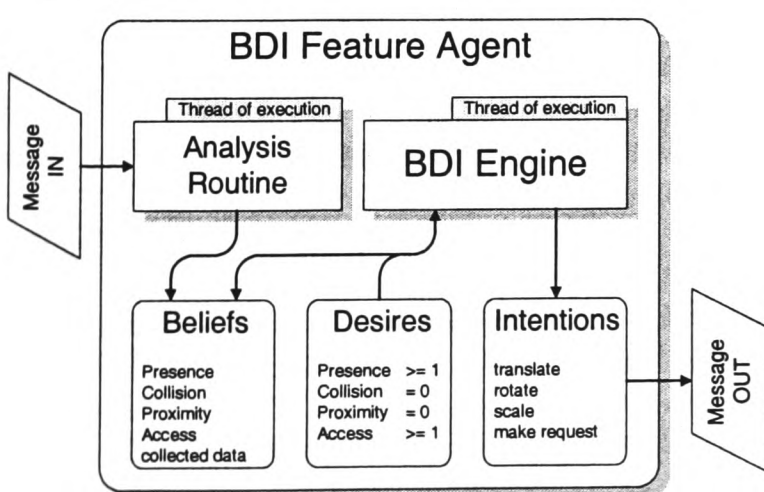 BDI Feature Agent
Message
IN
Thread of execution
Analysis
Routine
Thread of execution
BDI Engine
Beliefs
Presence
Collision
Proximity
Access
collected data
Desires
Presence >= 1
Collision = 0
Proximity = 0
Access >= 1
Intentions
translate
rotate
scale
make request
Message
OUT